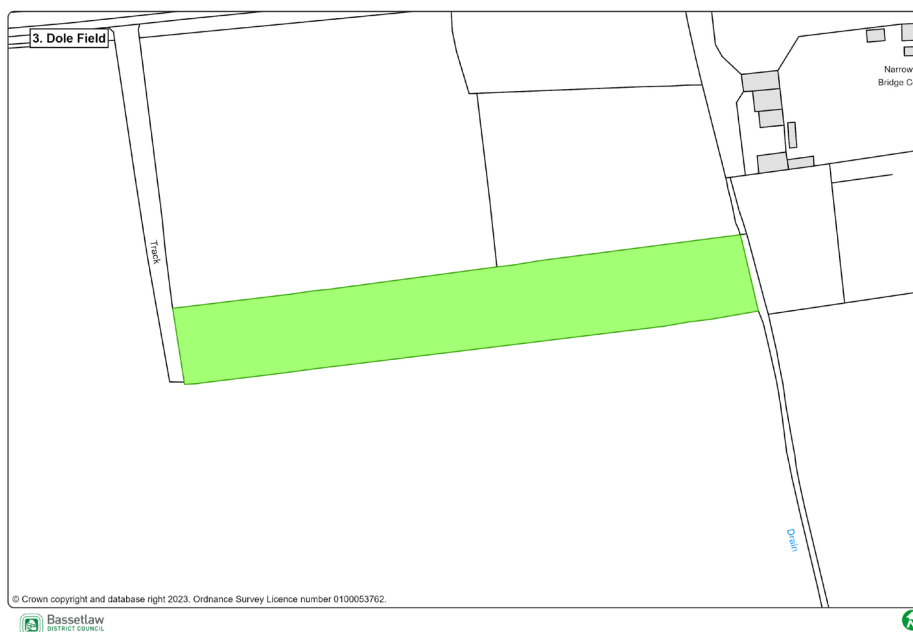 3. Dole Field
Narrow
Bridge C
Track
Drain
© Crown copyright and database right 2023. Ordnance Survey Licence number 0100053762.
Bassetlaw
DISTRICT COUNCIL